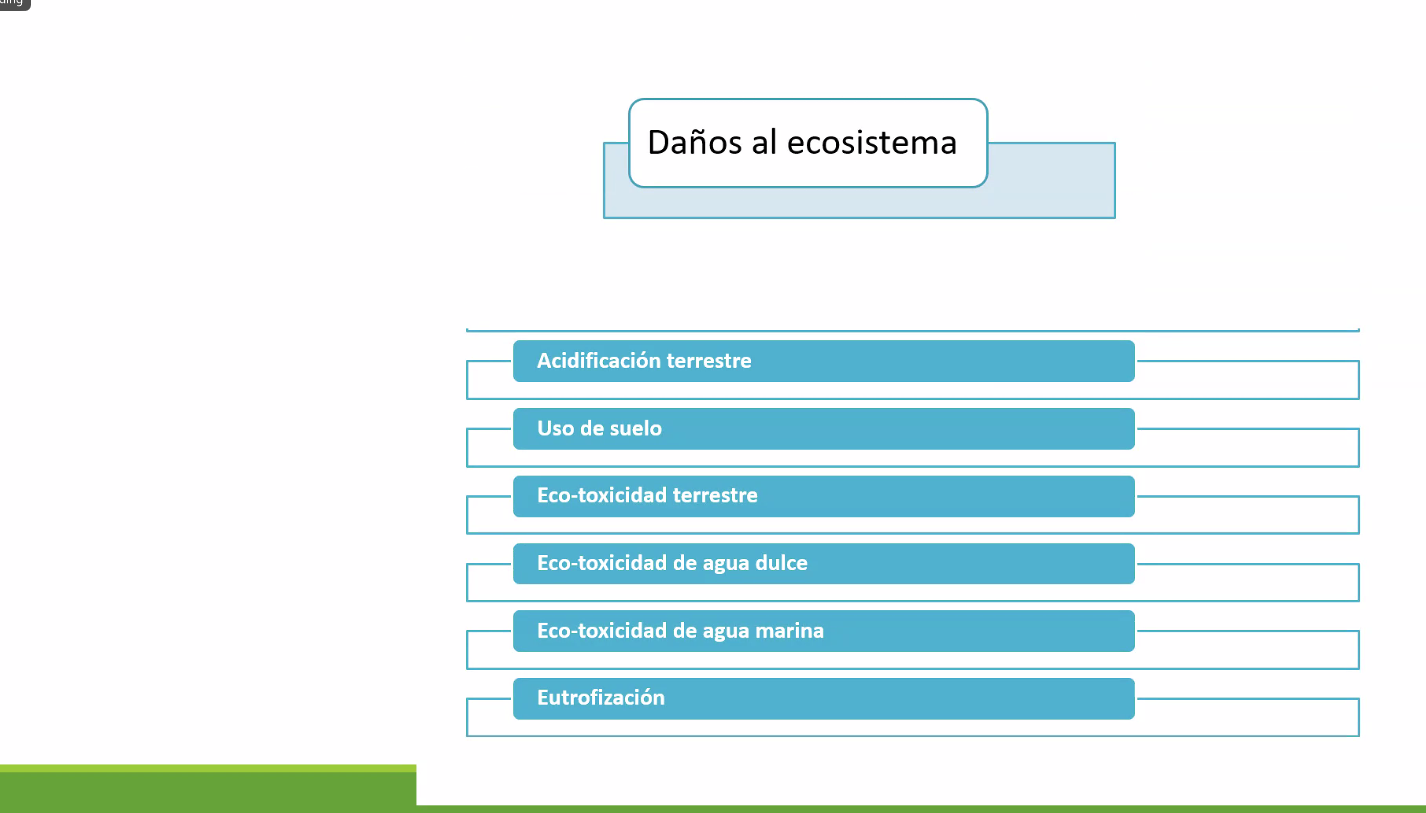 Daños al ecosistema
Acidificación terrestre
Uso de suelo
Eco-toxicidad terrestre
Eco-toxicidad de agua dulce
Eco-toxicidad de agua marina
Eutrofización